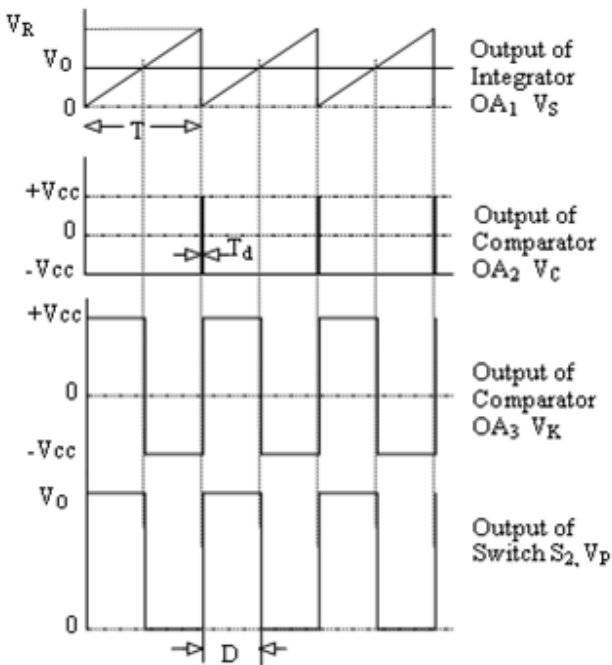 V_R
V_O
0
T
Output of
Integrator
OA_1 V_S
+Vcc
0
-Vcc
T_d
Output of
Comparator
OA_2 V_C
+Vcc
0
-Vcc
Output of
Comparator
OA_3 V_K
V_O
0
D
Output of
Switch S_2, V_P